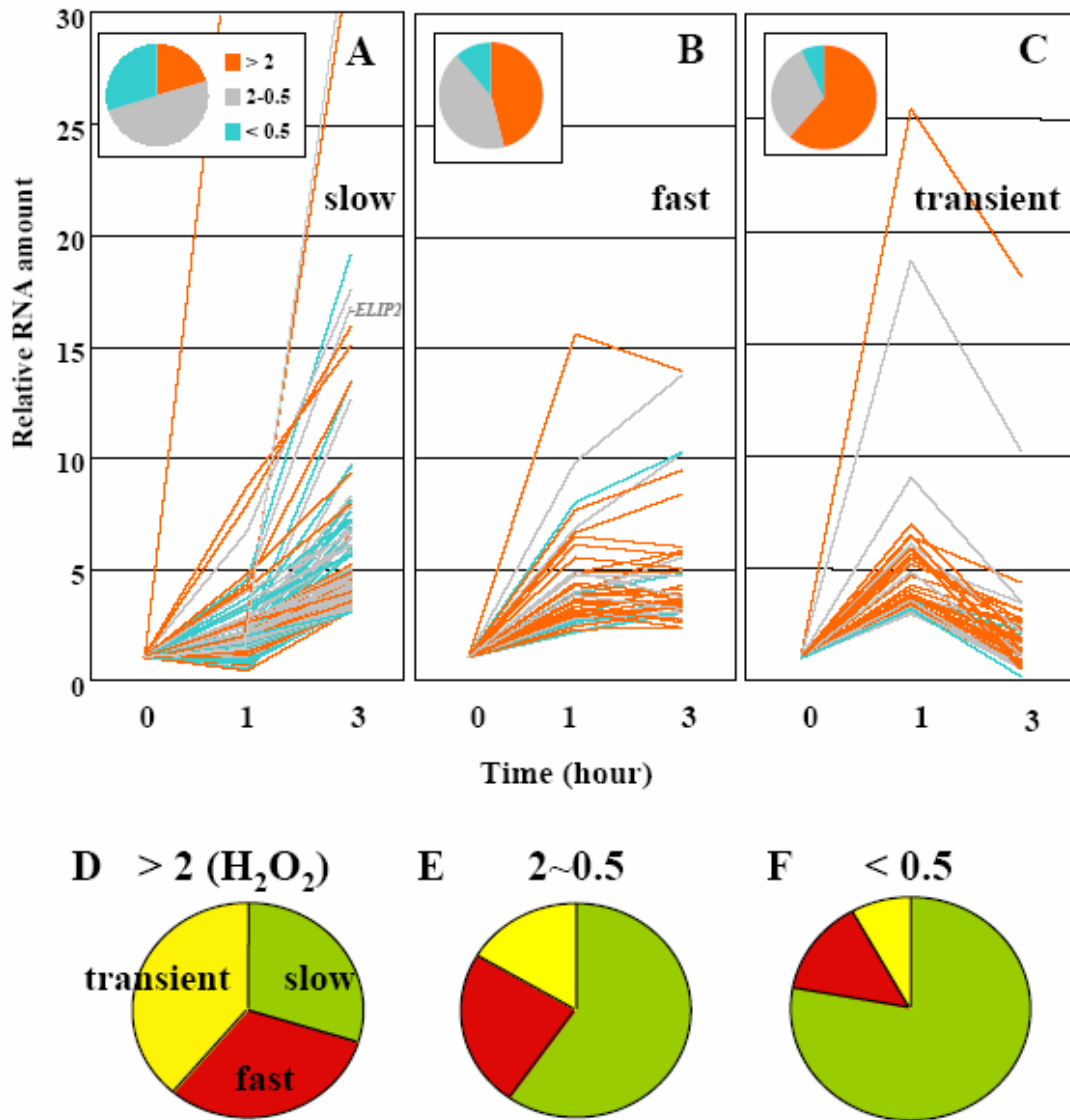 30
25
20
15
10
5
0
Relative RNA amount
> 2
2-0.5
< 0.5
A
slow
-ELIP2
B
fast
C
transient
0 1 3
0 1 3
0 1 3
Time (hour)
D > 2 (H₂O₂)
transient
slow
fast
E 2~0.5
F < 0.5